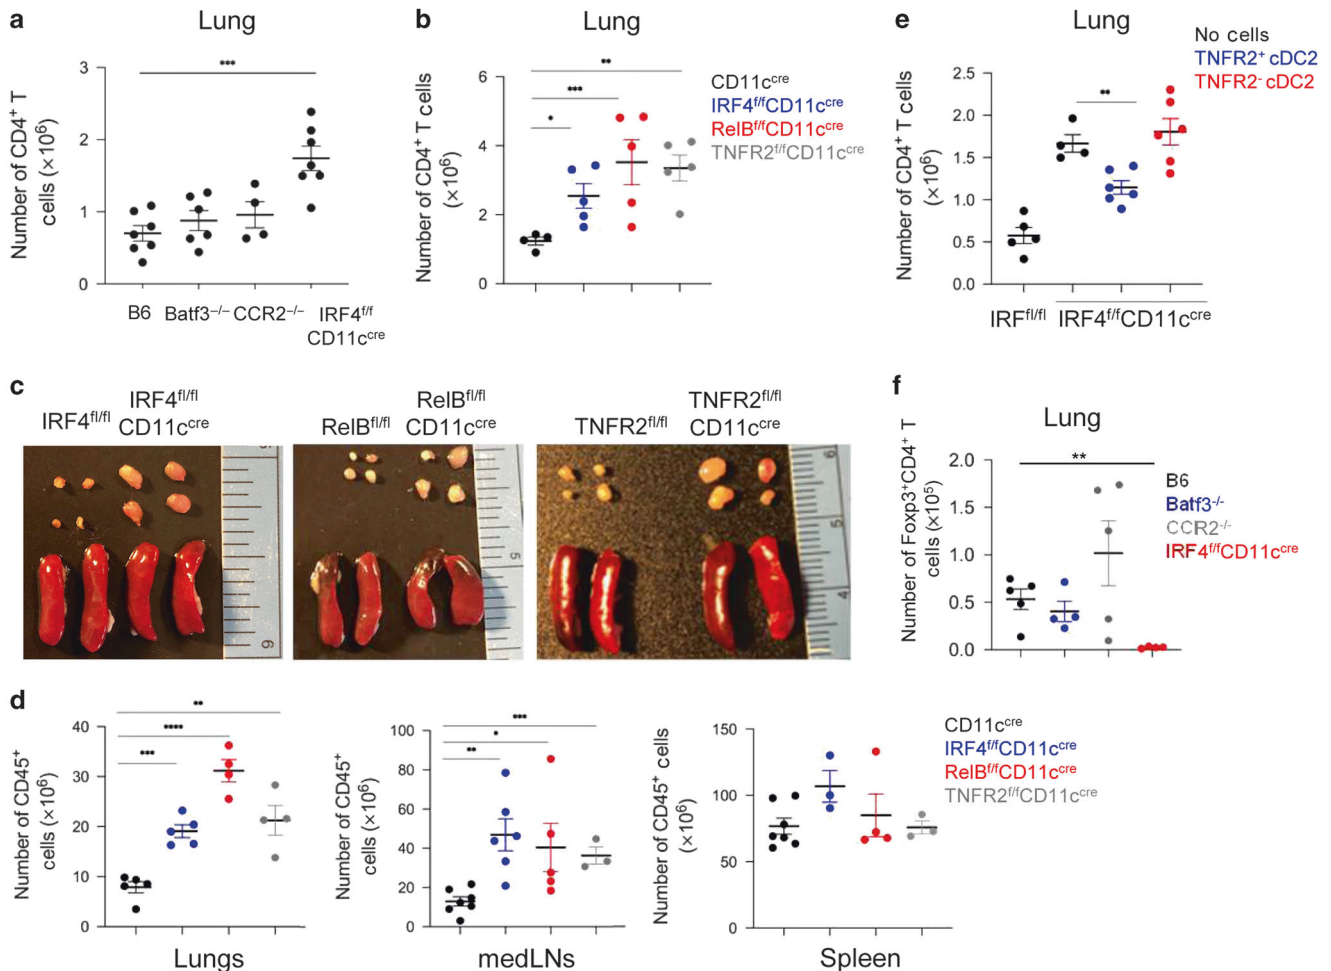 a
Lung
Number of CD4⁺ T
cells (×10⁶)
3
2
1
0
***
B6
Batf3⁻/⁻
CCR2⁻/⁻
IRF4ᶠ/ᶠ
CD11cᶜʳᵉ
b
Lung
Number of CD4⁺ T cells
(×10⁶)
6
4
2
0
**
***
*
CD11cᶜʳᵉ
IRF4ᶠ/ᶠCD11cᶜʳᵉ
RelBᶠ/ᶠCD11cᶜʳᵉ
TNFR2ᶠ/ᶠCD11cᶜʳᵉ
e
Lung
No cells
TNFR2⁺ cDC2
TNFR2⁻ cDC2
Number of CD4⁺ T cells
(×10⁶)
2.5
2.0
1.5
1.0
0.5
0.0
**
IRFᶠˡ/ᶠˡ
IRF4ᶠ/ᶠCD11cᶜʳᵉ
c
IRF4ᶠˡ/ᶠˡ
IRF4ᶠˡ/ᶠˡ
CD11cᶜʳᵉ
RelBᶠˡ/ᶠˡ
RelBᶠˡ/ᶠˡ
CD11cᶜʳᵉ
TNFR2ᶠˡ/ᶠˡ
TNFR2ᶠˡ/ᶠˡ
CD11cᶜʳᵉ
6
5
6
5
4
f
Lung
Number of Foxp3⁺CD4⁺ T
cells (×10⁵)
2.0
1.5
1.0
0.5
0.0
**
B6
Batf3⁻/⁻
CCR2⁻/⁻
IRF4ᶠ/ᶠCD11cᶜʳᵉ
d
Number of CD45⁺
cells (×10⁶)
40
30
20
10
0
**
****
***
Lungs
Number of CD45⁺
cells (×10⁶)
100
80
60
40
20
0
***
*
**
medLNs
Number of CD45⁺ cells
(×10⁶)
150
100
50
0
Spleen
CD11cᶜʳᵉ
IRF4ᶠ/ᶠCD11cᶜʳᵉ
RelBᶠ/ᶠCD11cᶜʳᵉ
TNFR2ᶠ/ᶠCD11cᶜʳᵉ